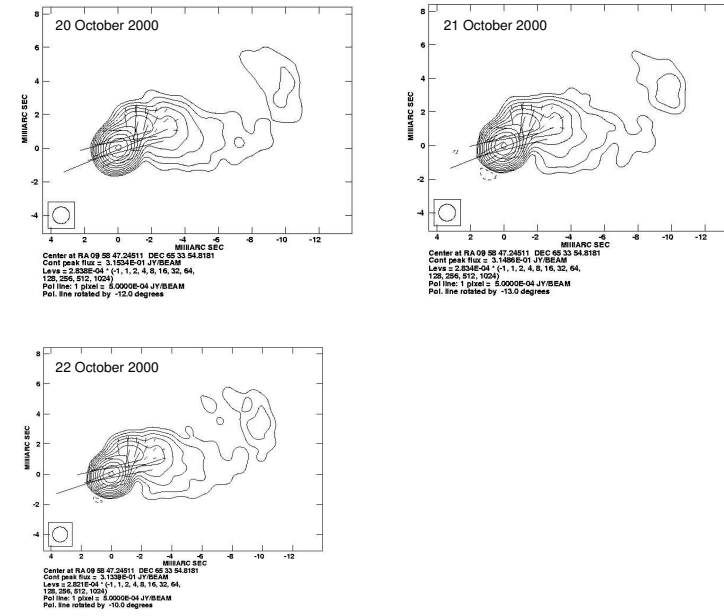 20 October 2000
8
6
4
2
0
-2
-4
MilliARC SEC
4 2 0 -2 -4 -6 -8 -10 -12
MilliARC SEC
Center at RA 09 58 47.24511 DEC 65 33 54.8181
Cont peak flux = 3.1534E-01 JY/BEAM
Levs = 2.838E-04 * (-1, 1, 2, 4, 8, 16, 32, 64,
128, 256, 512, 1024)
Pol line: 1 pixel = 5.0000E-04 JY/BEAM
Pol. line rotated by -12.0 degrees
21 October 2000
8
6
4
2
0
-2
-4
MilliARC SEC
4 2 0 -2 -4 -6 -8 -10 -12
MilliARC SEC
Center at RA 09 58 47.24511 DEC 65 33 54.8181
Cont peak flux = 3.1486E-01 JY/BEAM
Levs = 2.834E-04 * (-1, 1, 2, 4, 8, 16, 32, 64,
128, 256, 512, 1024)
Pol line: 1 pixel = 5.0000E-04 JY/BEAM
Pol. line rotated by -13.0 degrees
22 October 2000
8
6
4
2
0
-2
-4
MilliARC SEC
4 2 0 -2 -4 -6 -8 -10 -12
MilliARC SEC
Center at RA 09 58 47.24511 DEC 65 33 54.8181
Cont peak flux = 3.1339E-01 JY/BEAM
Levs = 2.821E-04 * (-1, 1, 2, 4, 8, 16, 32, 64,
128, 256, 512, 1024)
Pol line: 1 pixel = 5.0000E-04 JY/BEAM
Pol. line rotated by -10.0 degrees